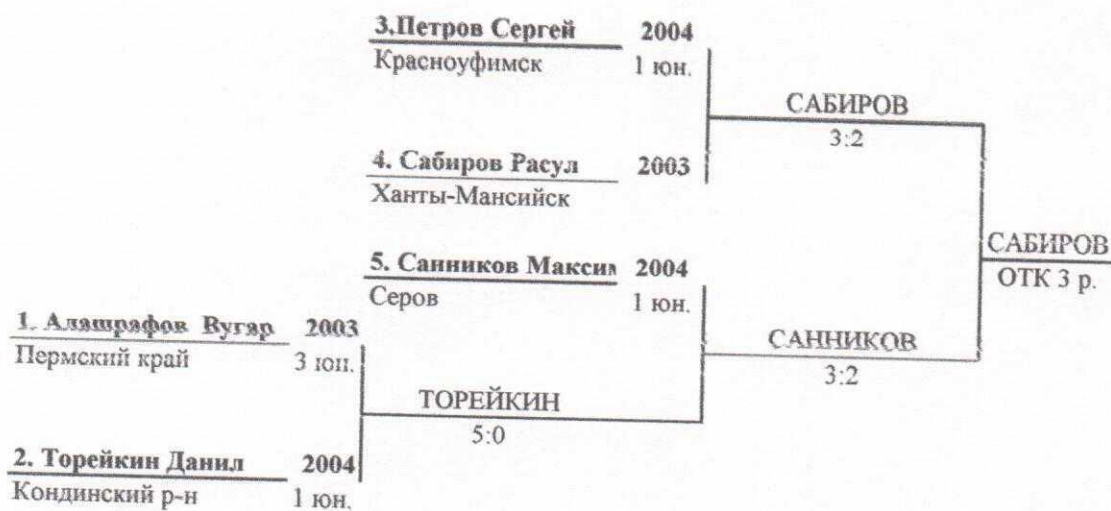 3.Петров Сергей 2004
Красноуфимск 1 юн.
САБИРОВ
3:2
4. Сабиров Расул 2003
Ханты-Мансийск
САБИРОВ
ОТК 3 р.
5. Санников Максим 2004
Серов 1 юн.
1. Алашрафов Вугар 2003
Пермский край 3 юн.
САННИКОВ
3:2
ТОРЕЙКИН
5:0
2. Торейкин Данил 2004
Кондинский р-н 1 юн.